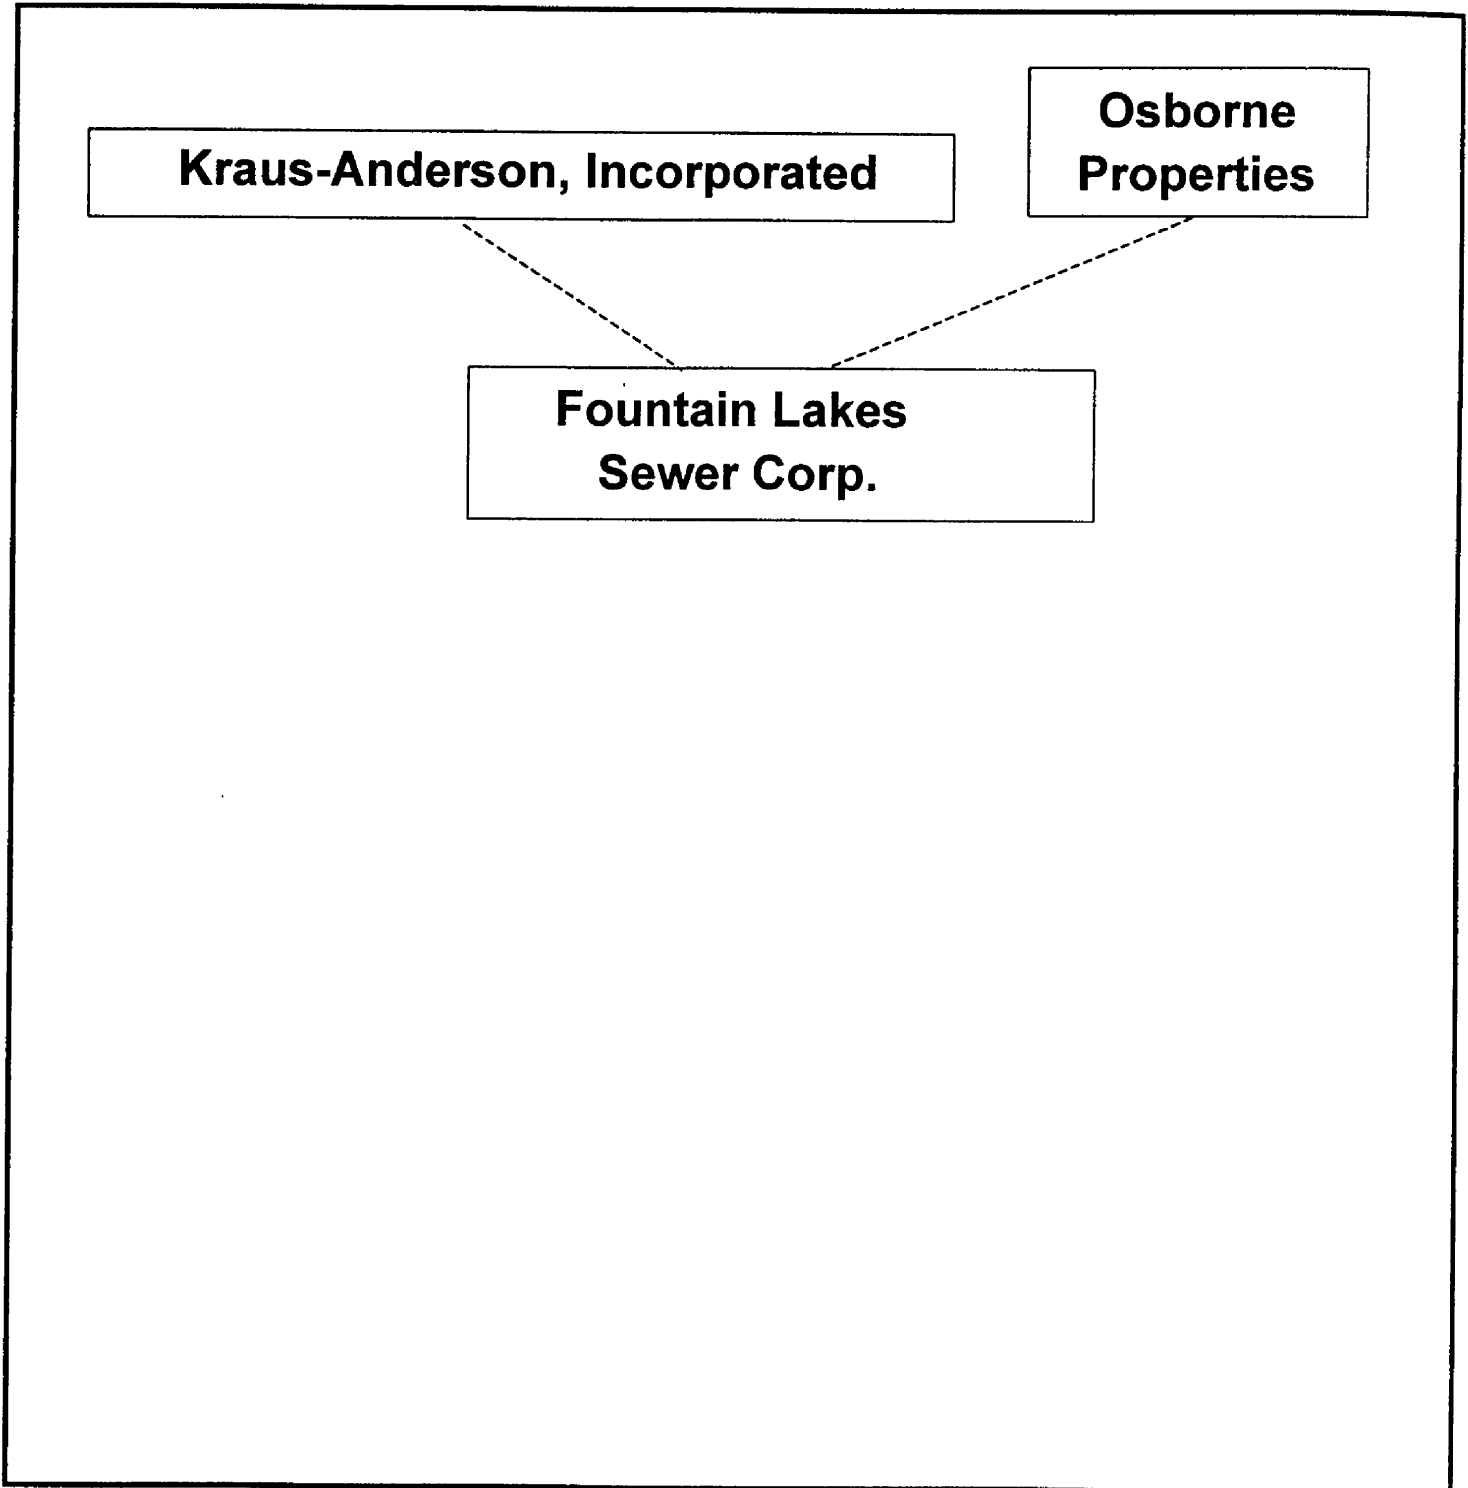 Kraus-Anderson, Incorporated
Osborne
Properties
Fountain Lakes
Sewer Corp.